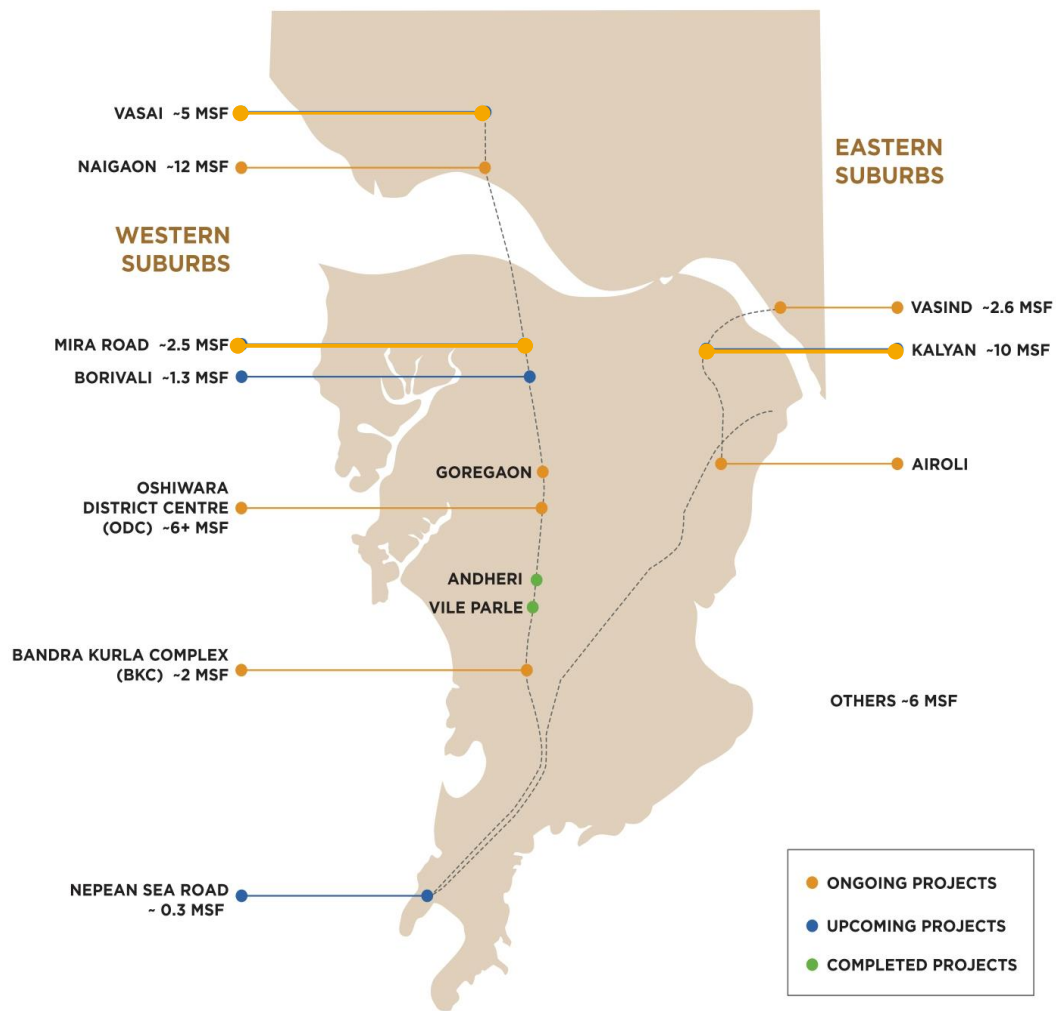 VASAI ~5 MSF
NAIGAON ~12 MSF
EASTERN
SUBURBS
WESTERN
SUBURBS
VASIND ~2.6 MSF
MIRA ROAD ~2.5 MSF
KALYAN ~10 MSF
BORIVALI ~1.3 MSF
GOREGAON
AIROLI
OSHIWARA
DISTRICT CENTRE
(ODC) ~6+ MSF
ANDHERI
VILE PARLE
BANDRA KURLA COMPLEX
(BKC) ~2 MSF
OTHERS ~6 MSF
NEPEAN SEA ROAD
~ 0.3 MSF
ONGOING PROJECTS
UPCOMING PROJECTS
COMPLETED PROJECTS